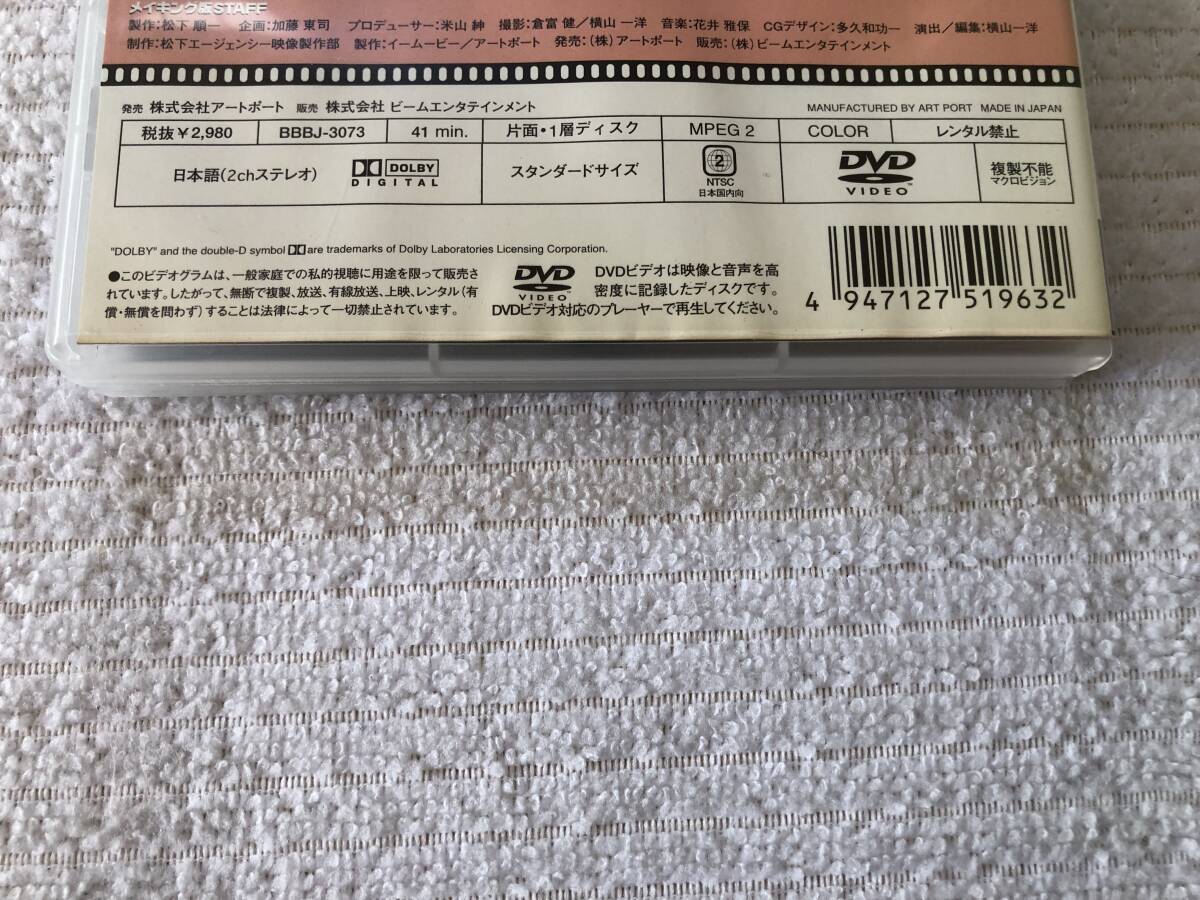 メイキング版STAFF
製作:松下 順一 企画:加藤 東司 プロデューサー:米山 紳 撮影:倉富 健/横山 一洋 音楽:花井 雅保 CGデザイン:多久和功一 演出/編集:横山一洋
制作:松下エージェンシー映像製作部 製作:イームービー/アートポート 発売:(株)アートポート 販売:(株)ビームエンタテインメント
発売 株式会社アートポート 販売 株式会社 ビームエンタテインメント MANUFACTURED BY ART PORT MADE IN JAPAN
税抜¥2,980 BBBJ-3073 41 min. 片面・1層ディスク MPEG 2 COLOR レンタル禁止
日本語(2chステレオ) DOLBY DIGITAL スタンダードサイズ 2 NTSC 日本国内向 DVD VIDEO 複製不能 マクロビジョン
"DOLBY" and the double-D symbol are trademarks of Dolby Laboratories Licensing Corporation.
●このビデオグラムは、一般家庭での私的視聴に用途を限って販売さ
れています。したがって、無断で複製、放送、有線放送、上映、レンタル(有
償・無償を問わず)することは法律によって一切禁止されています。
DVD VIDEO
DVDビデオは映像と音声を高
密度に記録したディスクです。
DVDビデオ対応のプレーヤーで再生してください。
4 947127 519632